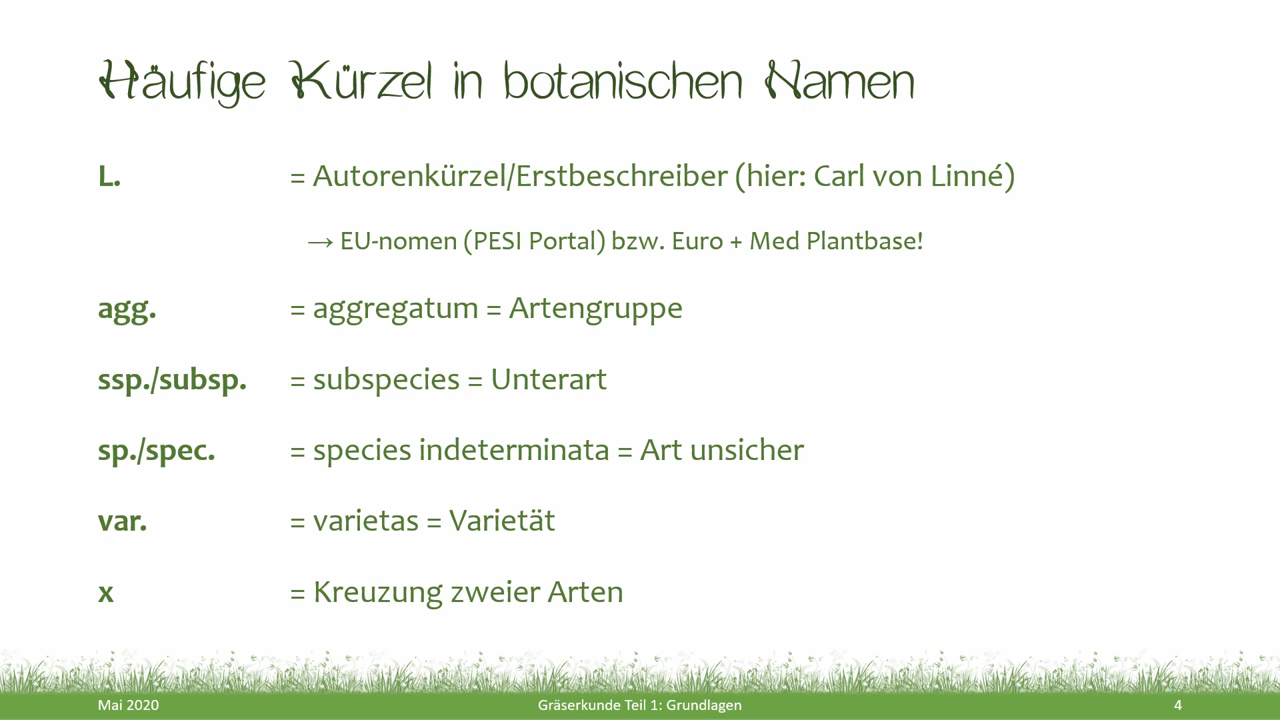 Häufige Kürzel in botanischen Namen
L. = Autorenkürzel/Erstbeschreiber (hier: Carl von Linné)
→ EU-nomen (PESI Portal) bzw. Euro + Med Plantbase!
agg. = aggregatum = Artengruppe
ssp./subsp. = subspecies = Unterart
sp./spec. = species indeterminata = Art unsicher
var. = varietas = Varietät
x = Kreuzung zweier Arten
Mai 2020 Gräserkunde Teil 1: Grundlagen 4